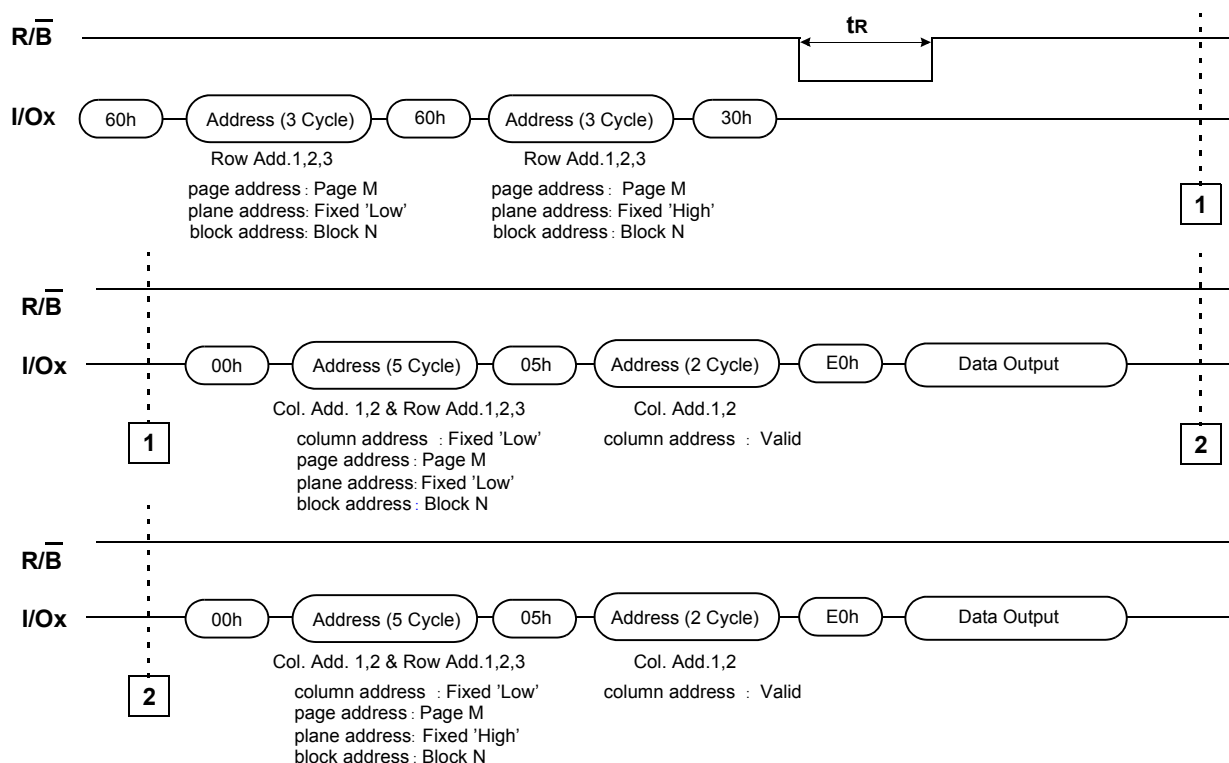 R/B tR
I/Ox 60h Address (3 Cycle) 60h Address (3 Cycle) 30h
Row Add.1,2,3 Row Add.1,2,3
page address : Page M page address : Page M
plane address: Fixed 'Low' plane address: Fixed 'High'
block address: Block N block address : Block N
1
R/B
I/Ox 00h Address (5 Cycle) 05h Address (2 Cycle) E0h Data Output
Col. Add. 1,2 & Row Add.1,2,3 Col. Add.1,2
1 column address : Fixed 'Low' column address : Valid 2
page address : Page M
plane address: Fixed 'Low'
block address : Block N
R/B
I/Ox 00h Address (5 Cycle) 05h Address (2 Cycle) E0h Data Output
Col. Add. 1,2 & Row Add.1,2,3 Col. Add.1,2
2 column address : Fixed 'Low' column address : Valid
page address : Page M
plane address: Fixed 'High'
block address : Block N